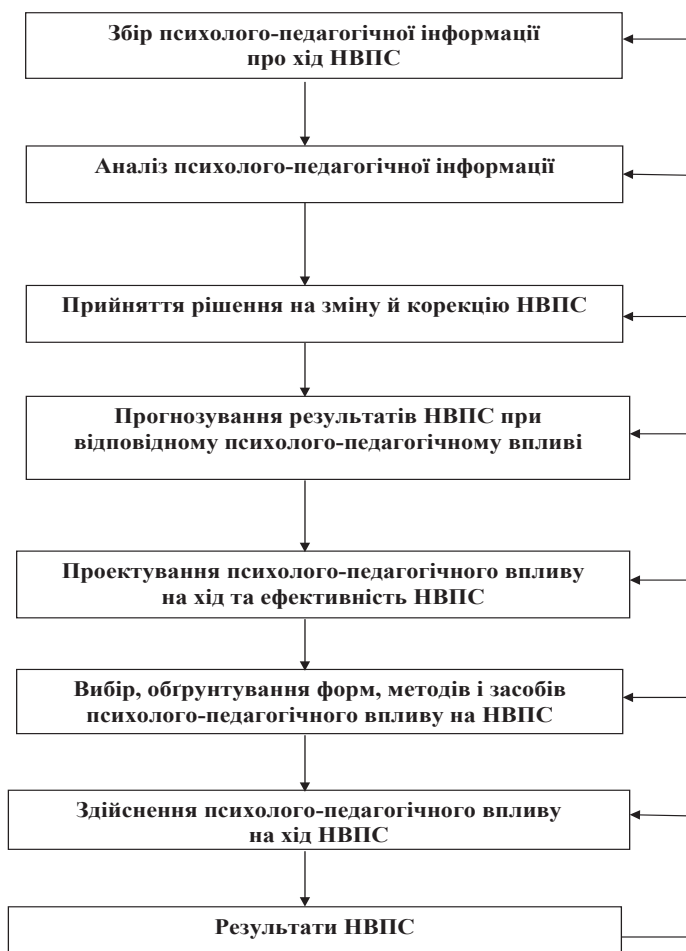 Збір психолого-педагогічної інформації
про хід НВПС
Аналіз психолого-педагогічної інформації
Прийняття рішення на зміну й корекцію НВПС
Прогнозування результатів НВПС при
відповідному психолого-педагогічному впливі
Проектування психолого-педагогічного впливу
на хід та ефективність НВПС
Вибір, обґрунтування форм, методів і засобів
психолого-педагогічного впливу на НВПС
Здійснення психолого-педагогічного впливу
на хід НВПС
Результати НВПС